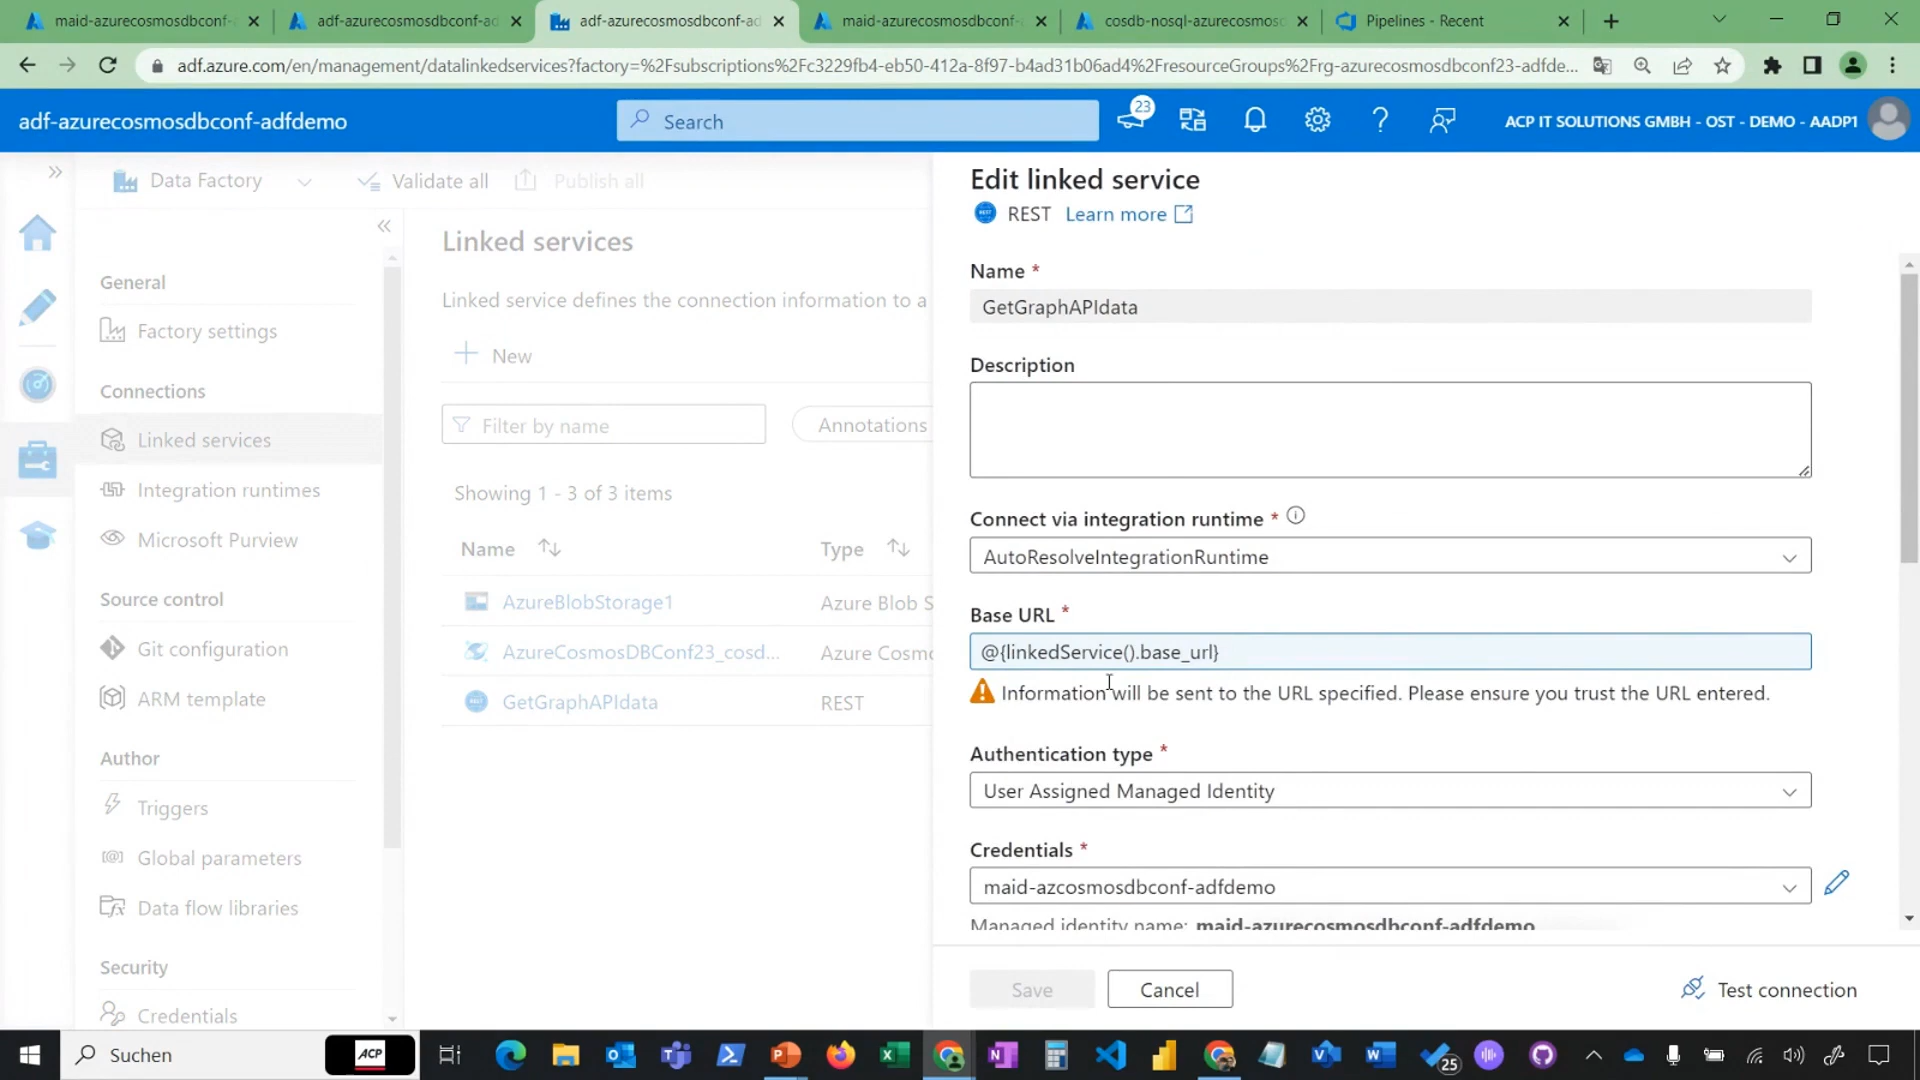 maid-azurecosmosdbconf-a
adf-azurecosmosdbconf-ad
adf-azurecosmosdbconf-ad
maid-azurecosmosdbconf-a
cosdb-nosql-azurecosmosd
Pipelines - Recent
adf.azure.com/en/management/datalinkedservices?factory=%2Fsubscriptions%2Fc3229fb4-eb50-412a-8f97-b4ad31b06ad4%2FresourceGroups%2Frg-azurecosmosdbconf23-adfde...
adf-azurecosmosdbconf-adfdemo
Search
23
ACP IT SOLUTIONS GMBH - OST - DEMO - AADP1
Data Factory
Validate all
Publish all
General
Factory settings
Connections
Linked services
Integration runtimes
Microsoft Purview
Source control
Git configuration
ARM template
Author
Triggers
Global parameters
Data flow libraries
Security
Credentials
Linked services
Linked service defines the connection information to a
New
Filter by name
Annotations
Showing 1 - 3 of 3 items
Name
Type
AzureBlobStorage1
Azure Blob S
AzureCosmosDBConf23_cosd...
Azure Cosmo
GetGraphAPIdata
REST
Edit linked service
REST Learn more
Name *
GetGraphAPIdata
Description
Connect via integration runtime *
AutoResolveIntegrationRuntime
Base URL *
@{linkedService().base_url}
Information will be sent to the URL specified. Please ensure you trust the URL entered.
Authentication type *
User Assigned Managed Identity
Credentials *
maid-azcosmosdbconf-adfdemo
Managed identity name: maid-azurecosmosdbconf-adfdemo
Save
Cancel
Test connection
Suchen
ACP
25